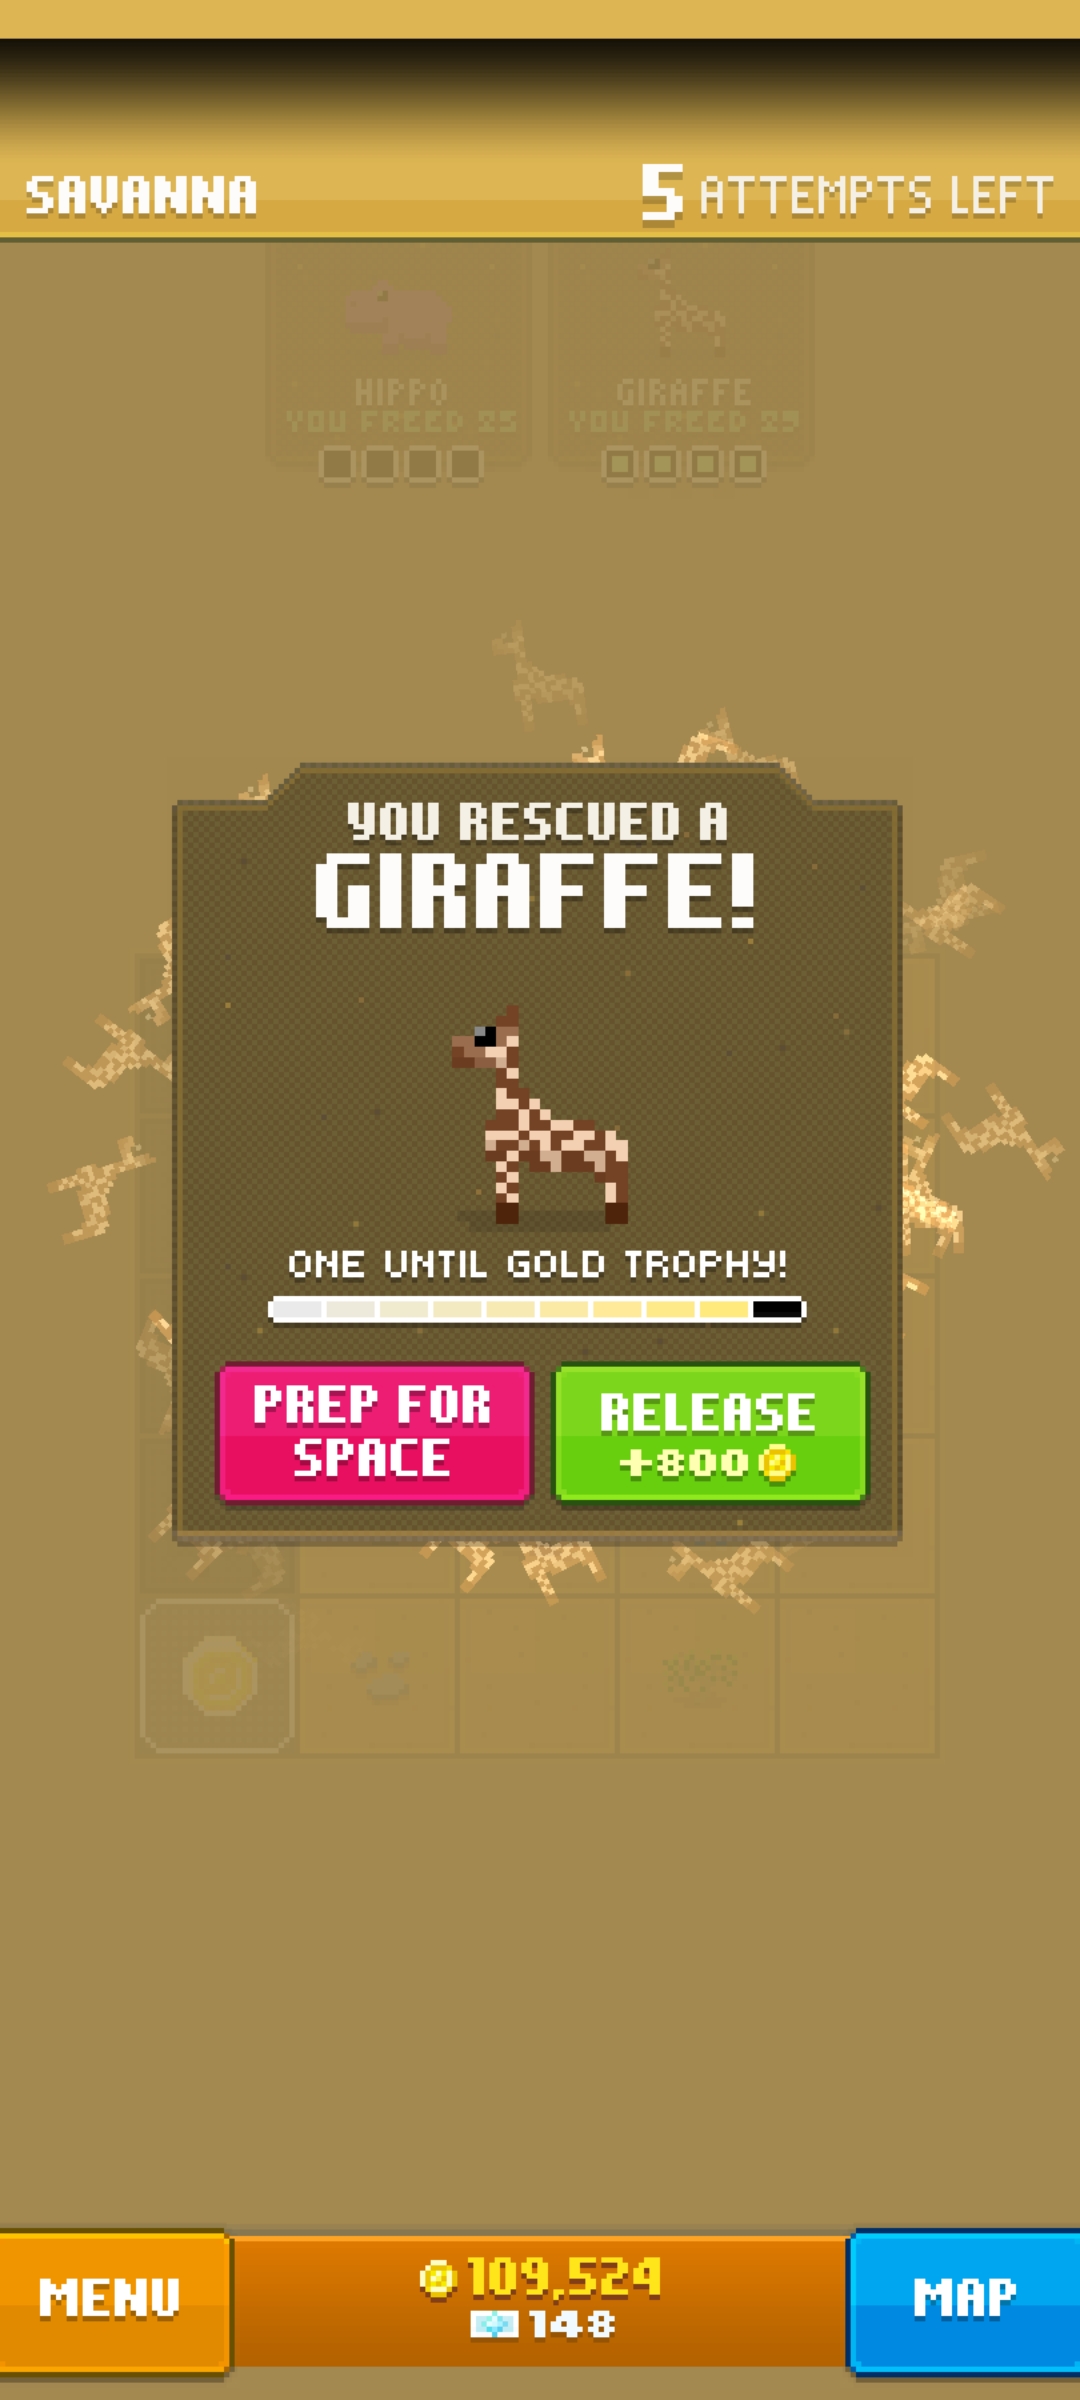 SAVANNA
5 ATTEMPTS LEFT
HIPPO
YOU FREED 25
GIRAFFE
YOU FREED 29
YOU RESCUED A
GIRAFFE!
ONE UNTIL GOLD TROPHY!
PREP FOR
SPACE
RELEASE
+800
MENU
109,524
148
MAP